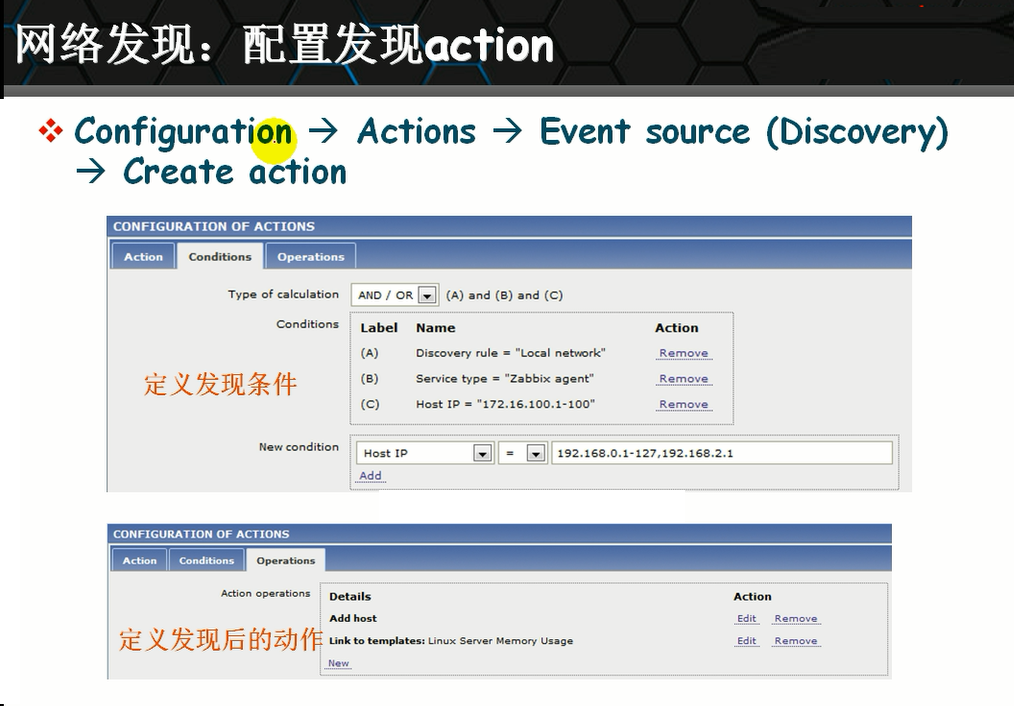 网络发现：配置发现action
Configuration → Actions → Event source (Discovery)
→ Create action
CONFIGURATION OF ACTIONS
Action Conditions Operations
Type of calculation AND / OR (A) and (B) and (C)
Conditions Label Name Action
(A) Discovery rule = "Local network" Remove
(B) Service type = "Zabbix agent" Remove
定义发现条件
(C) Host IP = "172.16.100.1-100" Remove
New condition Host IP = 192.168.0.1-127,192.168.2.1
Add
CONFIGURATION OF ACTIONS
Action Conditions Operations
Action operations Details Action
Add host Edit Remove
定义发现后的动作 Link to templates: Linux Server Memory Usage Edit Remove
New